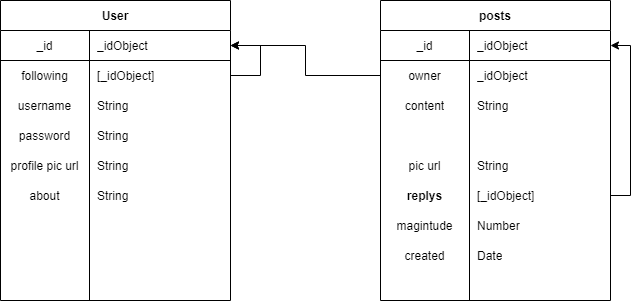 User
_id _idObject
following [_idObject]
username String
password String
profile pic url String
about String
posts
_id _idObject
owner _idObject
content String
pic url String
replys [_idObject]
magintude Number
created Date